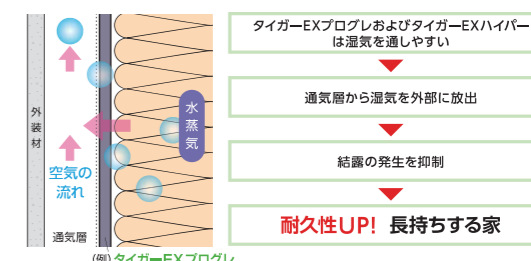 外装材
空気の
流れ
通気層
水蒸気
(例)タイガーEXプログレ
タイガーEXプログレおよびタイガーEXハイパー
は湿気を通しやすい
通気層から湿気を外部に放出
結露の発生を抑制
耐久性UP! 長持ちする家